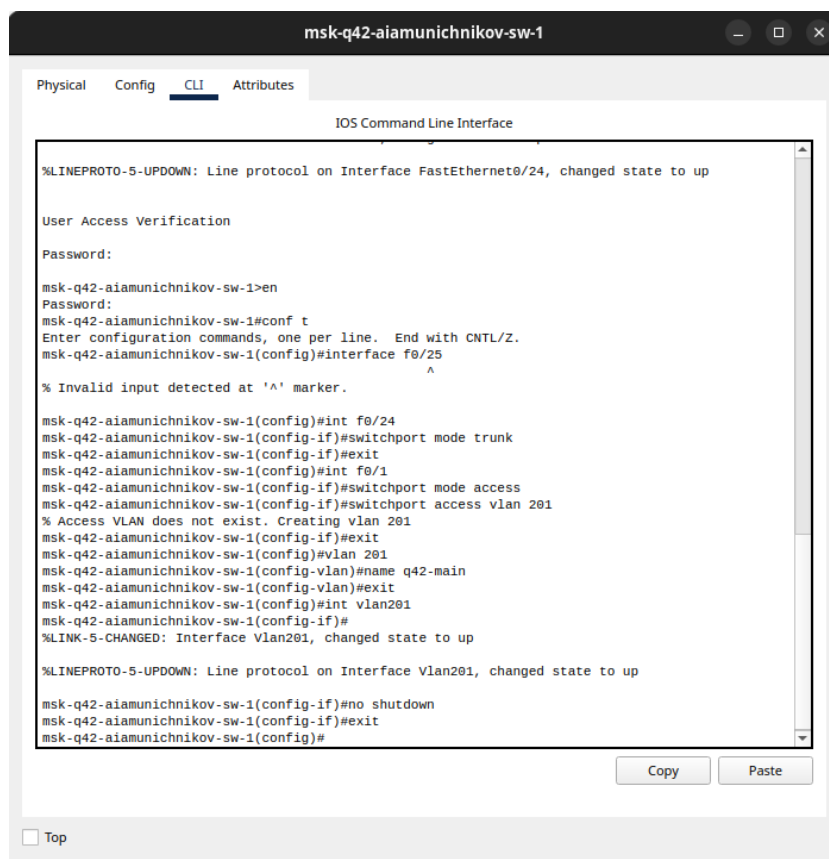 msk-q42-aiamunichnikov-sw-1
Physical Config CLI Attributes
IOS Command Line Interface
%LINEPROTO-5-UPDOWN: Line protocol on Interface FastEthernet0/24, changed state to up
User Access Verification
Password:
msk-q42-aiamunichnikov-sw-1>en
Password:
msk-q42-aiamunichnikov-sw-1#conf t
Enter configuration commands, one per line.  End with CNTL/Z.
msk-q42-aiamunichnikov-sw-1(config)#interface f0/25
^
% Invalid input detected at '^' marker.
msk-q42-aiamunichnikov-sw-1(config)#int f0/24
msk-q42-aiamunichnikov-sw-1(config-if)#switchport mode trunk
msk-q42-aiamunichnikov-sw-1(config-if)#exit
msk-q42-aiamunichnikov-sw-1(config)#int f0/1
msk-q42-aiamunichnikov-sw-1(config-if)#switchport mode access
msk-q42-aiamunichnikov-sw-1(config-if)#switchport access vlan 201
% Access VLAN does not exist. Creating vlan 201
msk-q42-aiamunichnikov-sw-1(config-if)#exit
msk-q42-aiamunichnikov-sw-1(config)#vlan 201
msk-q42-aiamunichnikov-sw-1(config-vlan)#name q42-main
msk-q42-aiamunichnikov-sw-1(config-vlan)#exit
msk-q42-aiamunichnikov-sw-1(config)#int vlan201
msk-q42-aiamunichnikov-sw-1(config-if)#
%LINK-5-CHANGED: Interface Vlan201, changed state to up
%LINEPROTO-5-UPDOWN: Line protocol on Interface Vlan201, changed state to up
msk-q42-aiamunichnikov-sw-1(config-if)#no shutdown
msk-q42-aiamunichnikov-sw-1(config-if)#exit
msk-q42-aiamunichnikov-sw-1(config)#
Copy Paste
Top